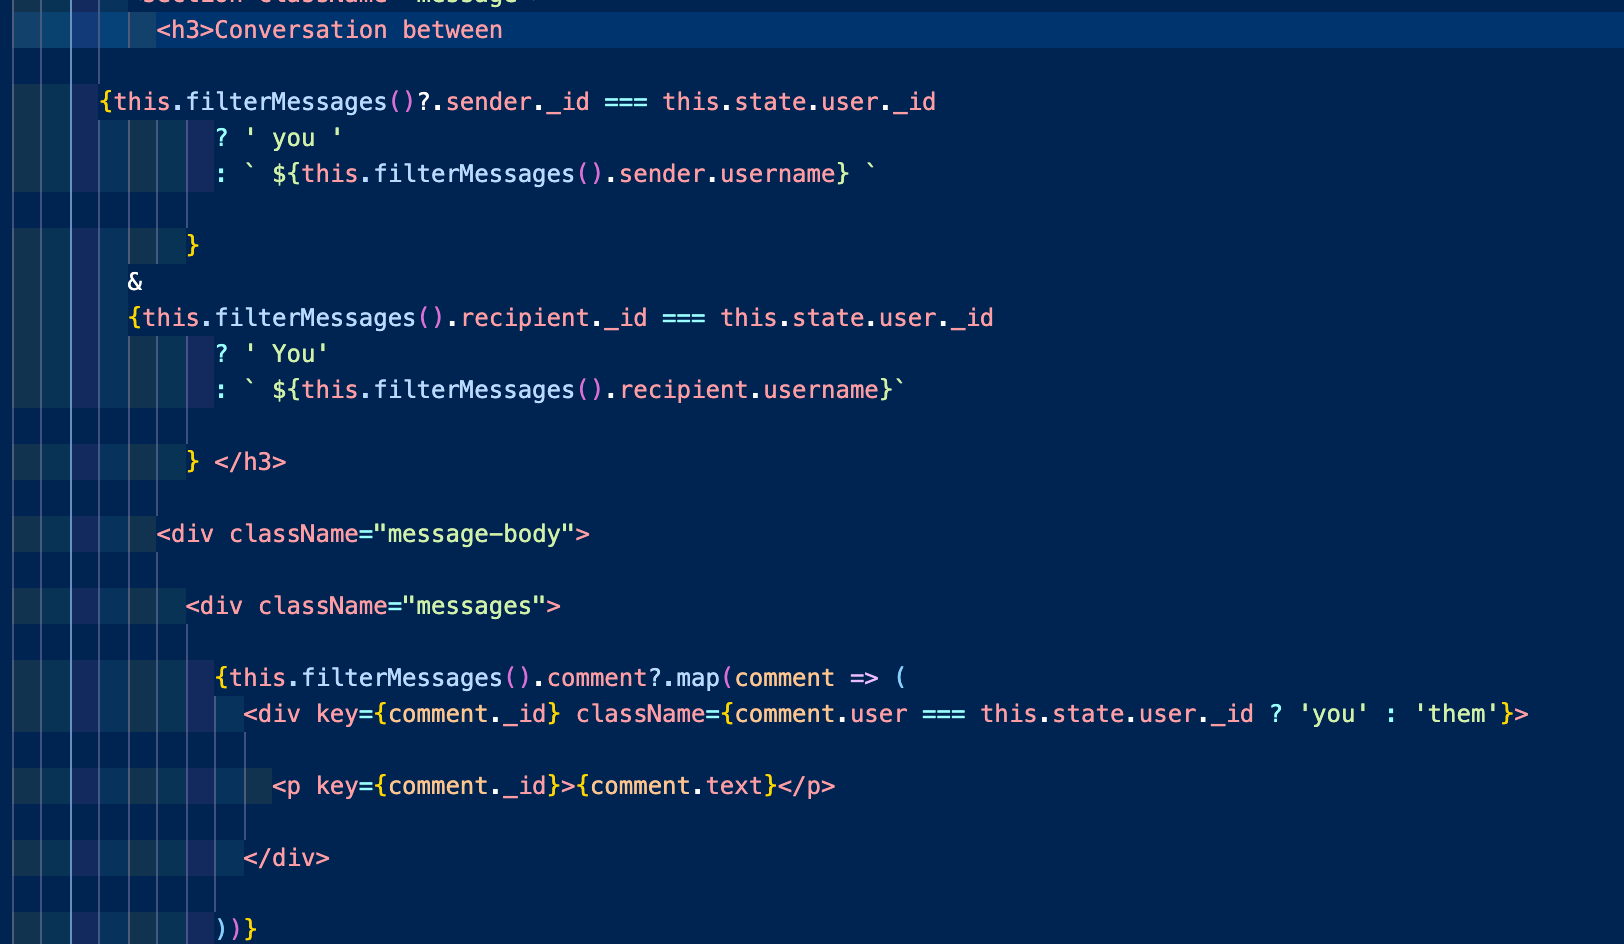 <h3>Conversation between
{this.filterMessages()?.sender._id === this.state.user._id
? ' you '
: ` ${this.filterMessages().sender.username} `
}
&
{this.filterMessages().recipient._id === this.state.user._id
? ' You'
: ` ${this.filterMessages().recipient.username}`
} </h3>
<div className="message-body">
<div className="messages">
{this.filterMessages().comment?.map(comment => (
<div key={comment._id} className={comment.user === this.state.user._id ? 'you' : 'them'}>
<p key={comment._id}>{comment.text}</p>
</div>
))}